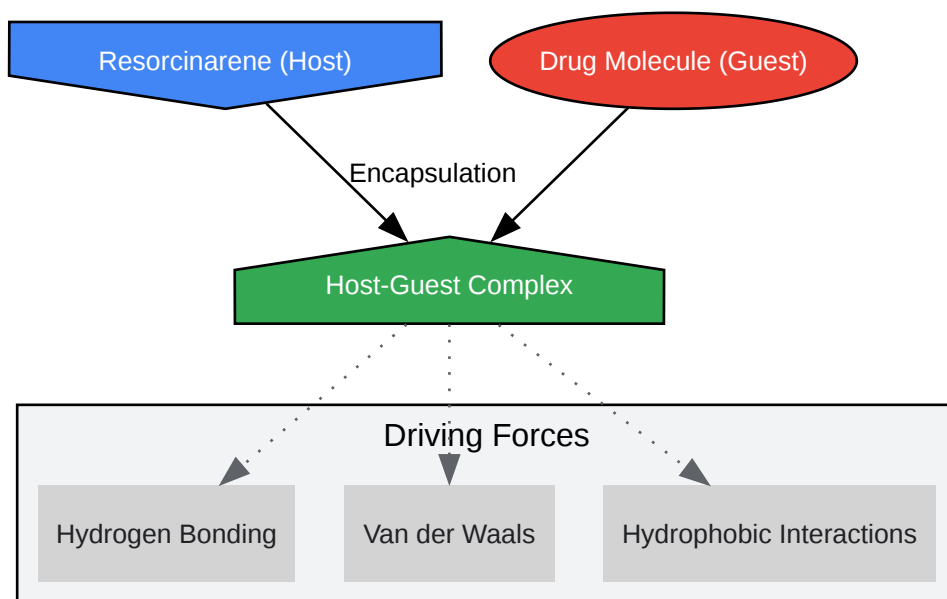 Resorcinarene (Host)
Drug Molecule (Guest)
Encapsulation
Host-Guest Complex
Driving Forces
Hydrogen Bonding
Van der Waals
Hydrophobic Interactions